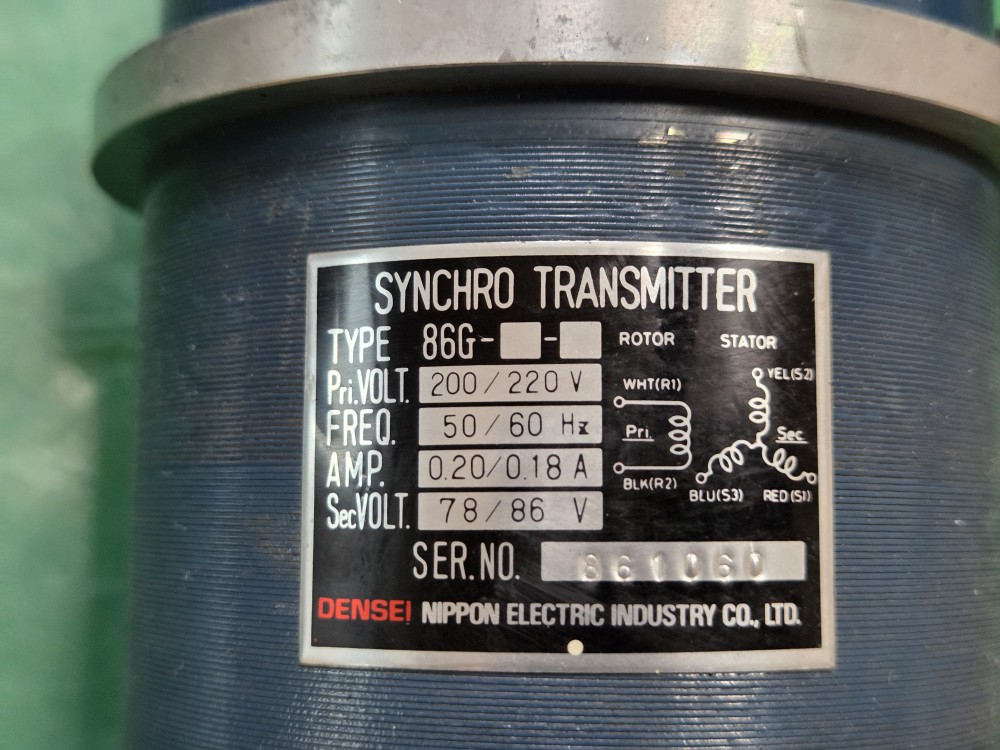 SYNCHRO TRANSMITTER
TYPE 86G- -
Pri.VOLT. 200/220 V
FREQ. 50/60 Hz
AMP. 0.20/0.18 A
SecVOLT. 78/86 V
ROTOR STATOR
WHT(R1) YEL(S2)
Pri. Sec
BLK(R2) BLU(S3) RED(S1)
SER.NO. 861060
DENSEI NIPPON ELECTRIC INDUSTRY CO., LTD.